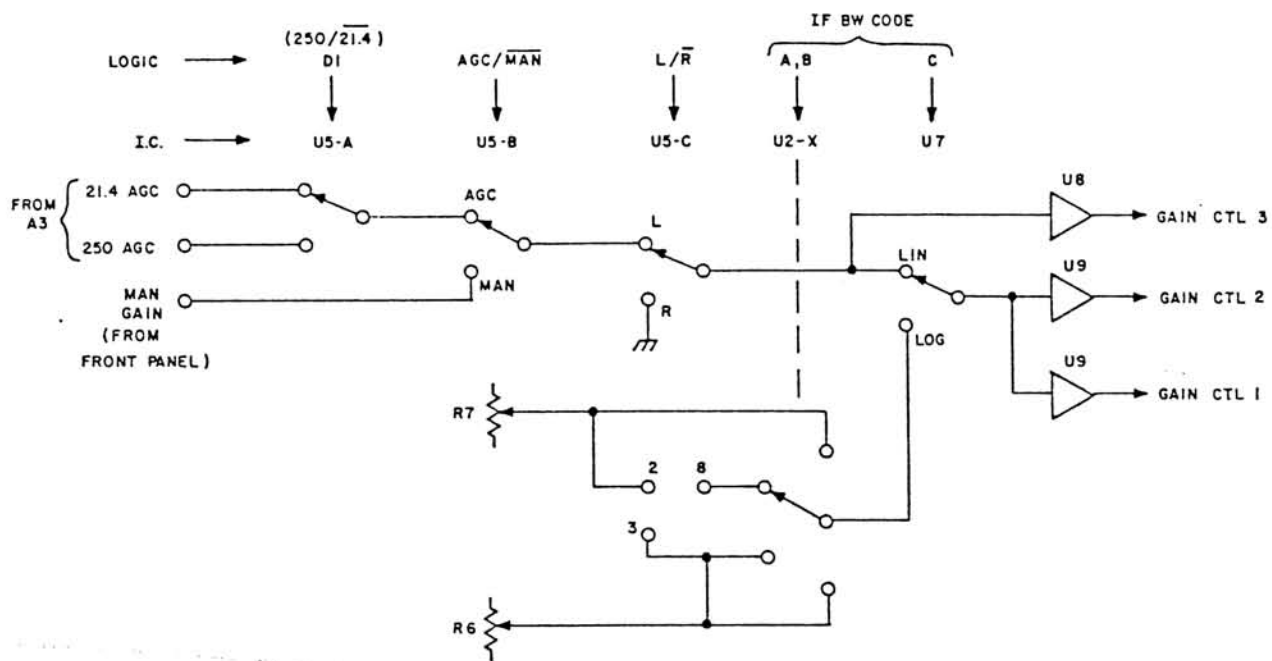 IF BW CODE
(250/21.4)
LOGIC D1 AGC/MAN L/R A,B C
I.C. U5-A U5-B U5-C U2-X U7
FROM A3
21.4 AGC
250 AGC
MAN GAIN
(FROM FRONT PANEL)
AGC
MAN
L
R
LIN
LOG
U8
GAIN CTL 3
U9
GAIN CTL 2
U9
GAIN CTL 1
R7
2 8
3
R6